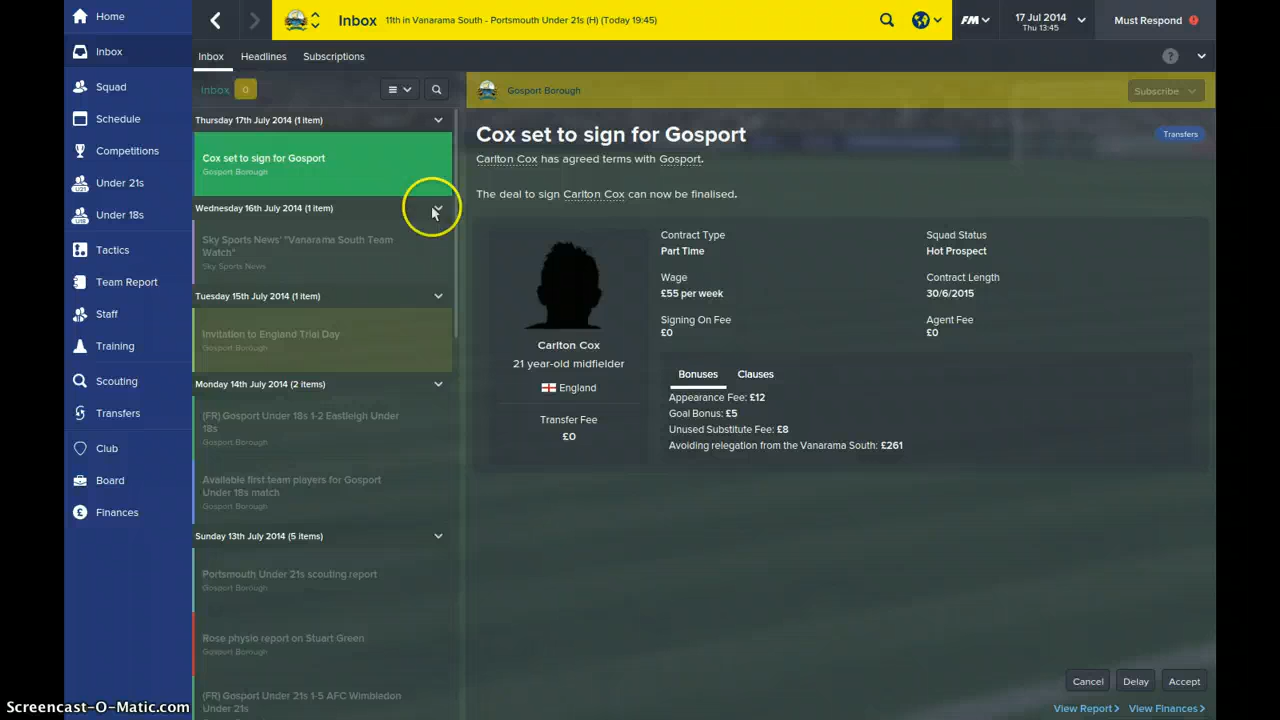 Home
Inbox
Squad
Schedule
Competitions
Under 21s
Under 18s
Tactics
Team Report
Staff
Training
Scouting
Transfers
Club
Board
Finances
Inbox 11th in Vanarama South - Portsmouth Under 21s (H) (Today 19:45)
FM
17 Jul 2014
Thu 13:45
Must Respond
Inbox Headlines Subscriptions
Inbox 0
Thursday 17th July 2014 (1 item)
Cox set to sign for Gosport
Gosport Borough
Wednesday 16th July 2014 (1 item)
Sky Sports News' "Vanarama South Team
Watch"
Sky Sports News
Tuesday 15th July 2014 (1 item)
Invitation to England Trial Day
Gosport Borough
Monday 14th July 2014 (2 items)
(FR) Gosport Under 18s 1-2 Eastleigh Under
18s
Gosport Borough
Available first team players for Gosport
Under 18s match
Gosport Borough
Sunday 13th July 2014 (5 items)
Portsmouth Under 21s scouting report
Gosport Borough
Rose physio report on Stuart Green
Gosport Borough
(FR) Gosport Under 21s 1-5 AFC Wimbledon
Under 21s
Gosport Borough
Subscribe
Cox set to sign for Gosport
Transfers
Carlton Cox has agreed terms with Gosport.
The deal to sign Carlton Cox can now be finalised.
Carlton Cox
21 year-old midfielder
England
Transfer Fee
£0
Contract Type
Part Time
Squad Status
Hot Prospect
Wage
£55 per week
Contract Length
30/6/2015
Signing On Fee
£0
Agent Fee
£0
Bonuses Clauses
Appearance Fee: £12
Goal Bonus: £5
Unused Substitute Fee: £8
Avoiding relegation from the Vanarama South: £261
Cancel Delay Accept
View Report> View Finances>
Screencast-O-Matic.com